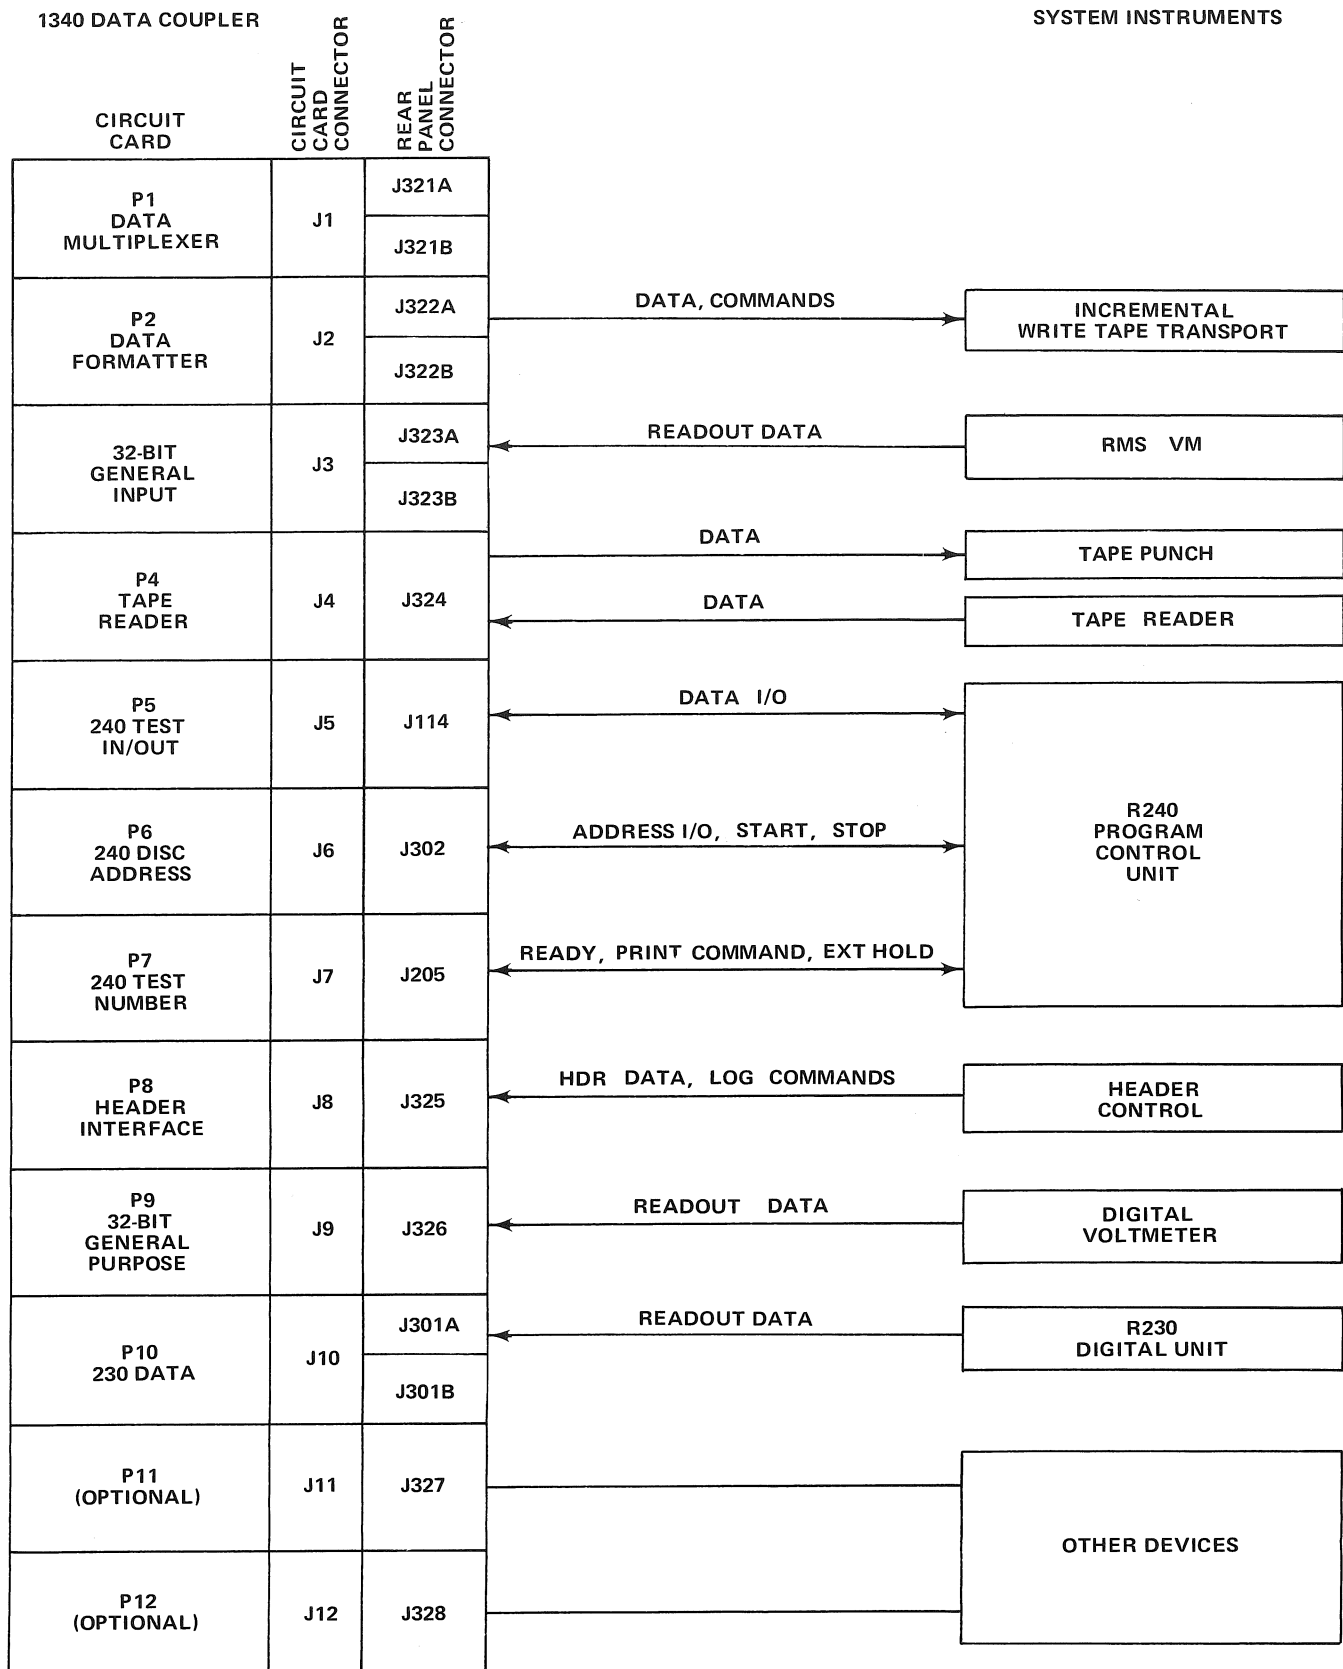 1340 DATA COUPLER
SYSTEM INSTRUMENTS
CIRCUIT
CARD
CIRCUIT
CARD
CONNECTOR
REAR
PANEL
CONNECTOR
P1
DATA
MULTIPLEXER
J1
J321A
J321B
P2
DATA
FORMATTER
J2
J322A
J322B
DATA, COMMANDS
INCREMENTAL
WRITE TAPE TRANSPORT
32-BIT
GENERAL
INPUT
J3
J323A
J323B
READOUT DATA
RMS VM
P4
TAPE
READER
J4
J324
DATA
TAPE PUNCH
DATA
TAPE READER
P5
240 TEST
IN/OUT
J5
J114
DATA I/O
P6
240 DISC
ADDRESS
J6
J302
ADDRESS I/O, START, STOP
R240
PROGRAM
CONTROL
UNIT
P7
240 TEST
NUMBER
J7
J205
READY, PRINT COMMAND, EXT HOLD
P8
HEADER
INTERFACE
J8
J325
HDR DATA, LOG COMMANDS
HEADER
CONTROL
P9
32-BIT
GENERAL
PURPOSE
J9
J326
READOUT DATA
DIGITAL
VOLTMETER
P10
230 DATA
J10
J301A
J301B
READOUT DATA
R230
DIGITAL UNIT
P11
(OPTIONAL)
J11
J327
OTHER DEVICES
P12
(OPTIONAL)
J12
J328